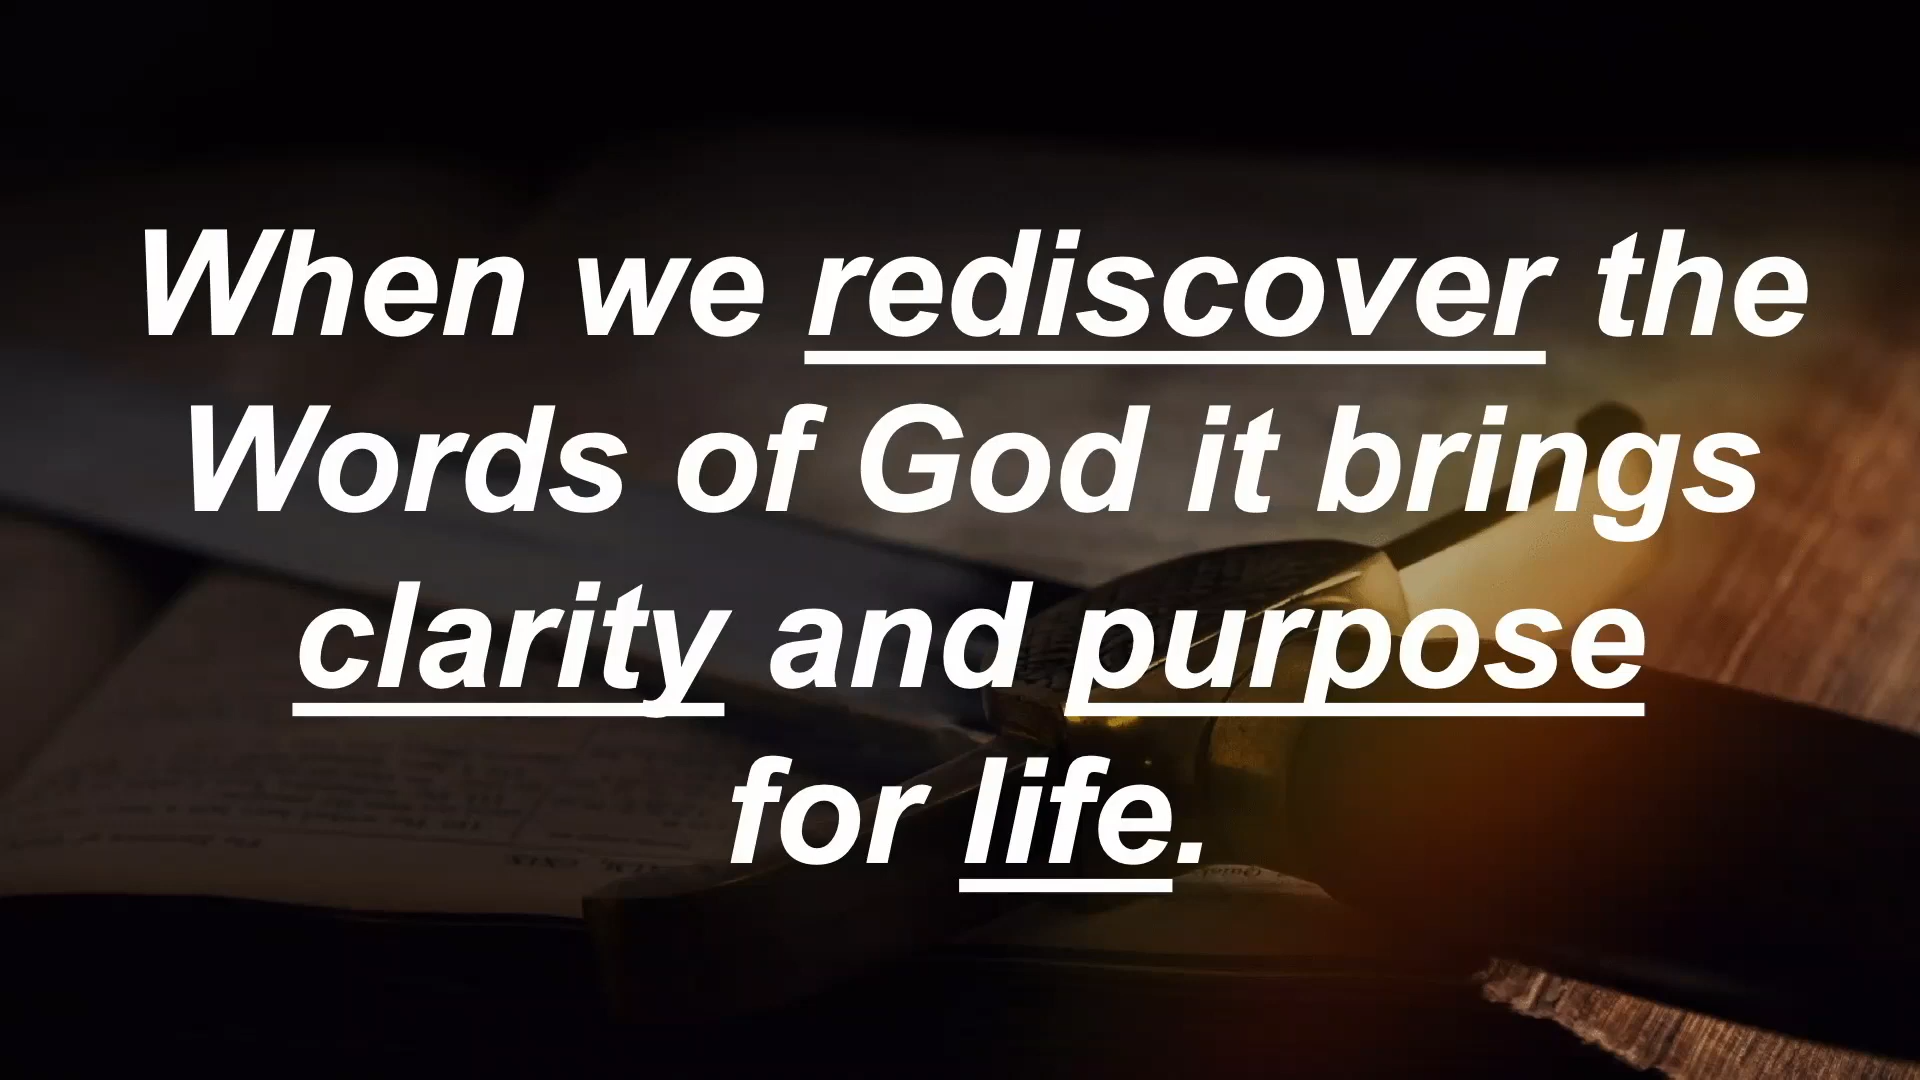 When we rediscover the
Words of God it brings
clarity and purpose
for life.